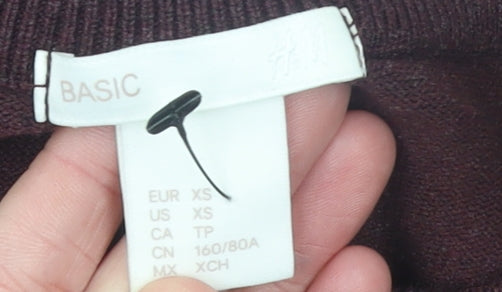 BASIC H&M
EUR XS
US XS
CA TP
CN 160/80A
MX XCH